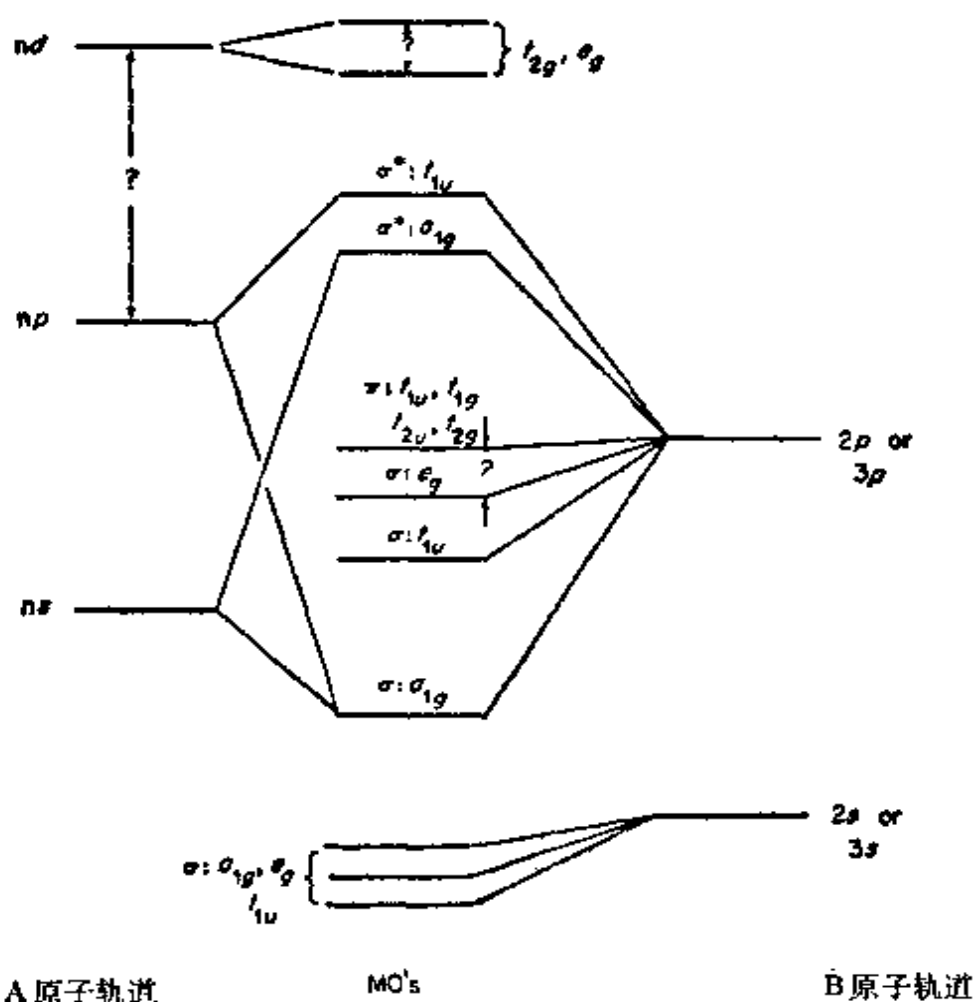 nd
?
t₂g, eg
?
σ*: t₁u
σ*: a₁g
np
π: t₁u, t₁g
t₂u, t₂g
2p or
3p
?
σ: eg
σ: t₁u
ns
σ: a₁g
2s or
3s
σ: a₁g, eg
t₁u
A原子轨道
MO's
B原子轨道